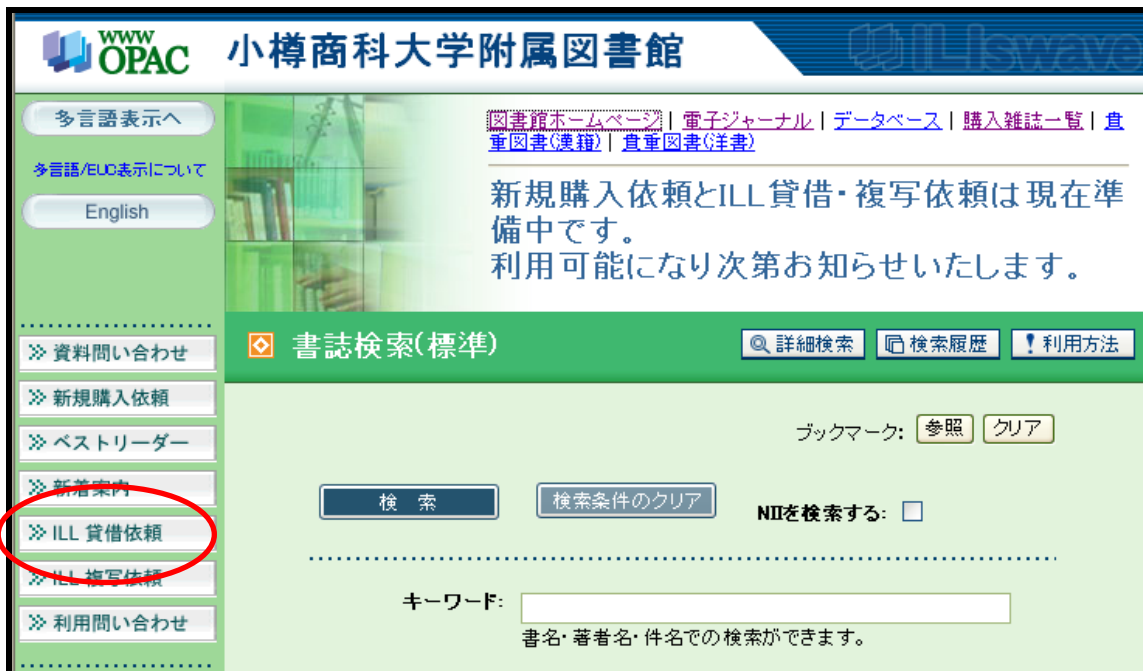 www
OPAC
小樽商科大学附属図書館
iLiswave
多言語表示へ
多言語/EUC表示について
English
図書館ホームページ | 電子ジャーナル | データベース | 購入雑誌一覧 | 貴
重図書(漢籍) | 貴重図書(洋書)
新規購入依頼とILL貸借・複写依頼は現在準
備中です。
利用可能になり次第お知らせいたします。
書誌検索(標準)
詳細検索
検索履歴
利用方法
資料問い合わせ
新規購入依頼
ベストリーダー
新着案内
ILL 貸借依頼
ILL 複写依頼
利用問い合わせ
ブックマーク: 参照 クリア
検 索
検索条件のクリア
NIIを検索する:
キーワード:
書名・著者名・件名での検索ができます。